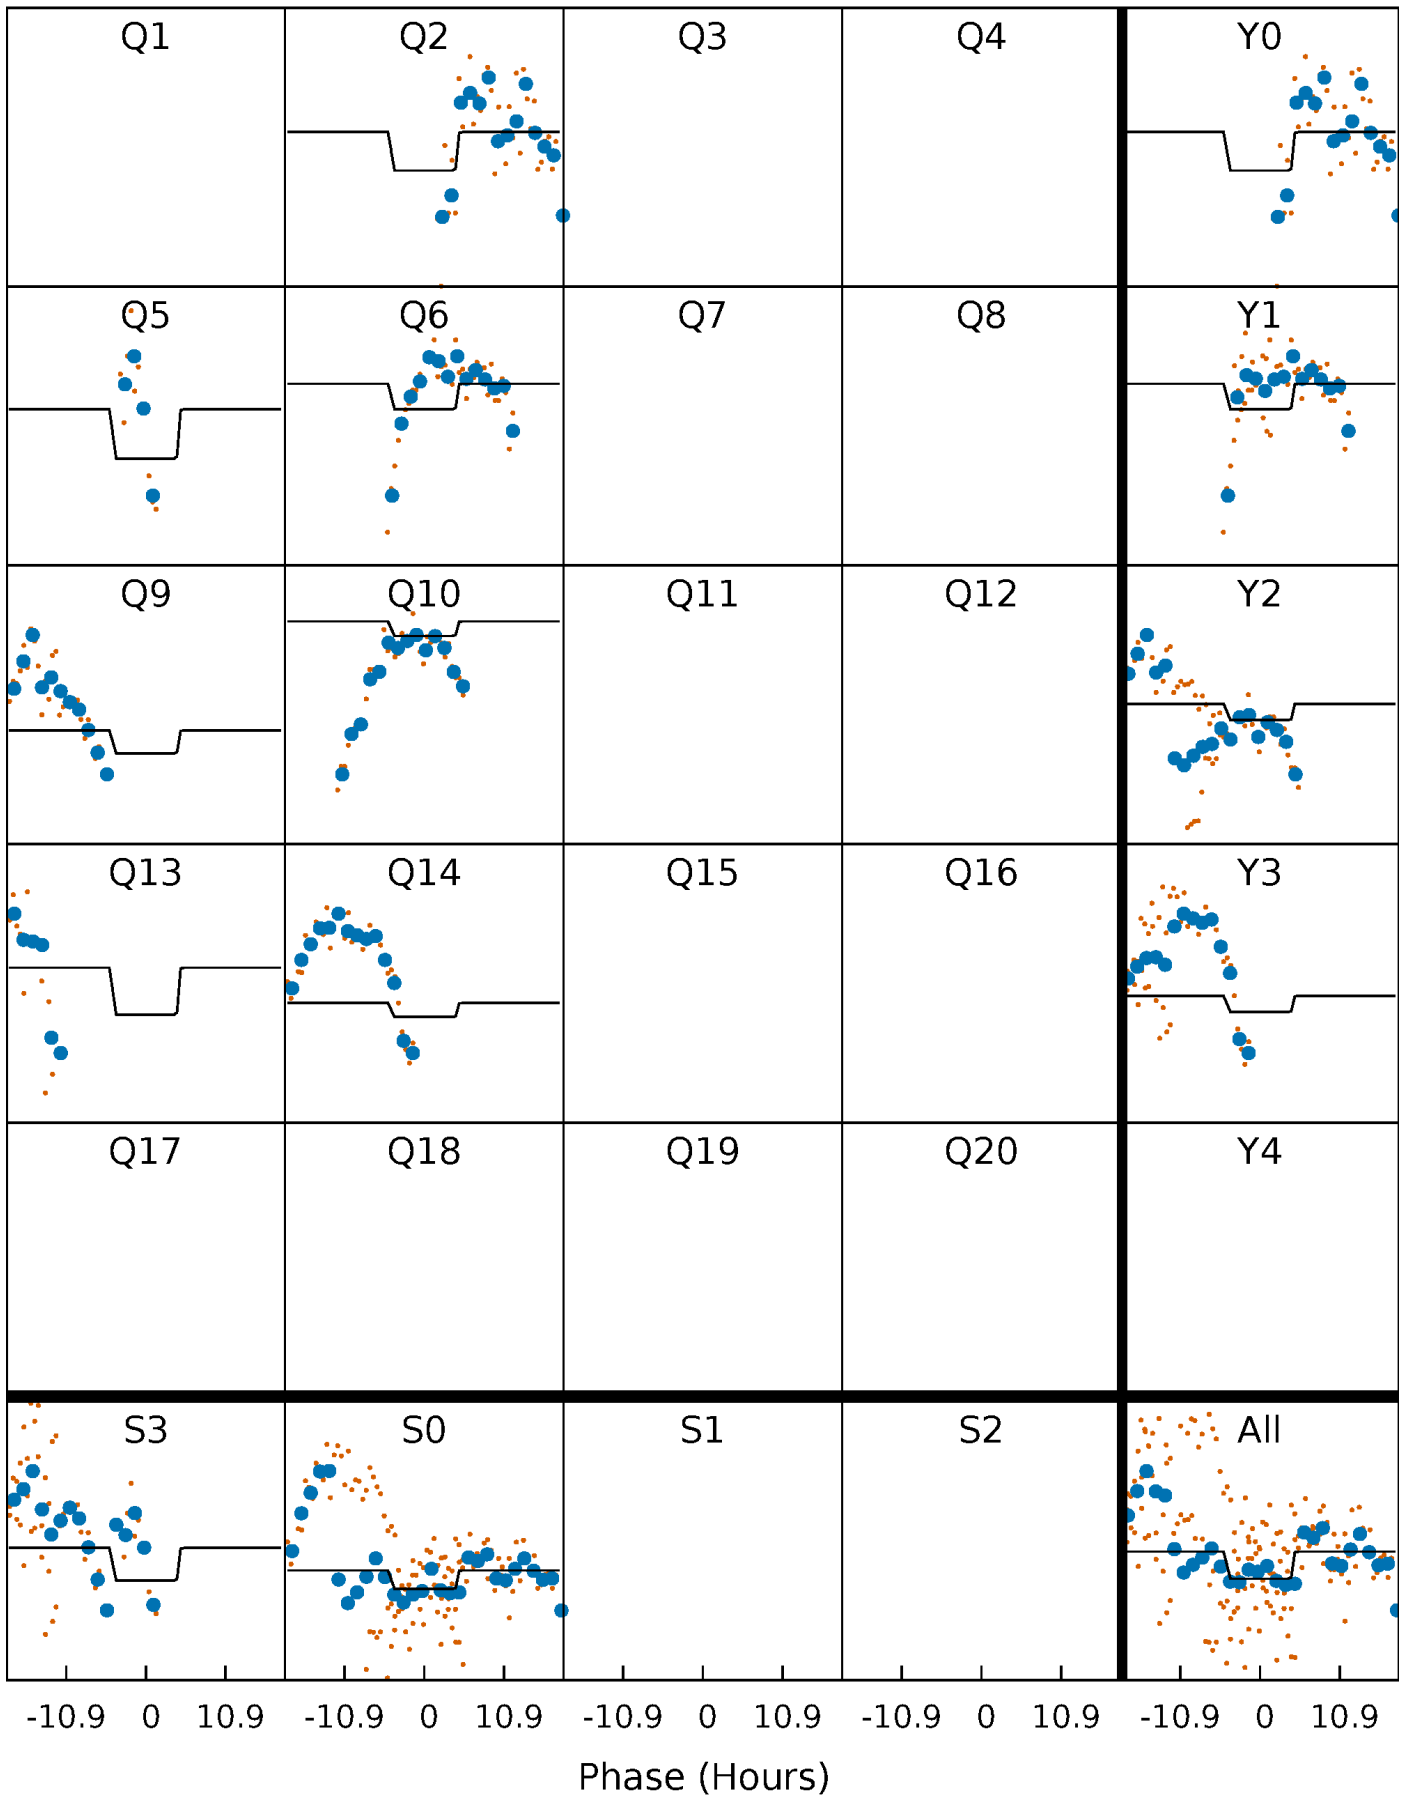 Q1 Q2 Q3 Q4 Y0
Q5 Q6 Q7 Q8 Y1
Q9 Q10 Q11 Q12 Y2
Q13 Q14 Q15 Q16 Y3
Q17 Q18 Q19 Q20 Y4
S3 S0 S1 S2 All
-10.9 0 10.9 -10.9 0 10.9 -10.9 0 10.9 -10.9 0 10.9 -10.9 0 10.9
Phase (Hours)